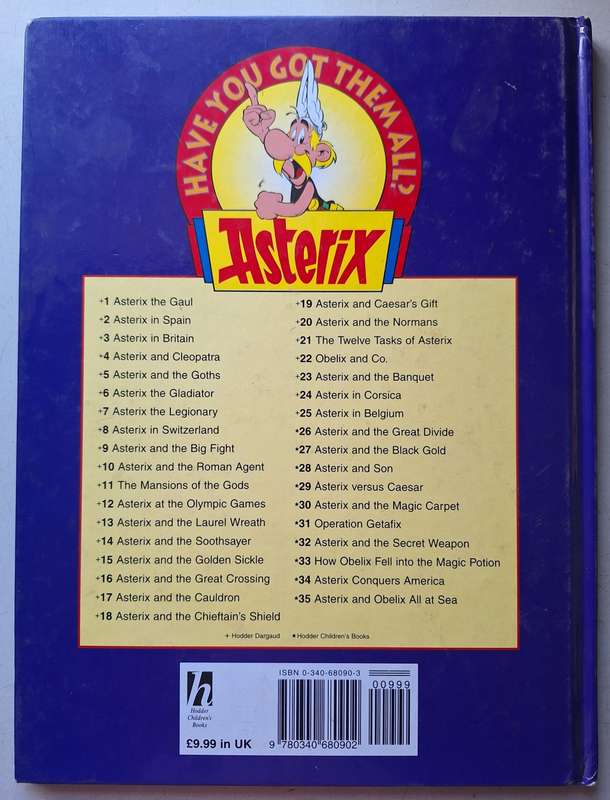 HAVE YOU GOT THEM ALL?
Asterix
+1 Asterix the Gaul
+2 Asterix in Spain
+3 Asterix in Britain
+4 Asterix and Cleopatra
+5 Asterix and the Goths
+6 Asterix the Gladiator
+7 Asterix the Legionary
+8 Asterix in Switzerland
+9 Asterix and the Big Fight
+10 Asterix and the Roman Agent
+11 The Mansions of the Gods
+12 Asterix at the Olympic Games
+13 Asterix and the Laurel Wreath
+14 Asterix and the Soothsayer
+15 Asterix and the Golden Sickle
+16 Asterix and the Great Crossing
+17 Asterix and the Cauldron
+18 Asterix and the Chieftain's Shield
+19 Asterix and Caesar's Gift
+20 Asterix and the Normans
+21 The Twelve Tasks of Asterix
+22 Obelix and Co.
+23 Asterix and the Banquet
+24 Asterix in Corsica
+25 Asterix in Belgium
*26 Asterix and the Great Divide
*27 Asterix and the Black Gold
*28 Asterix and Son
*29 Asterix versus Caesar
*30 Asterix and the Magic Carpet
*31 Operation Getafix
*32 Asterix and the Secret Weapon
*33 How Obelix Fell into the Magic Potion
*34 Asterix Conquers America
*35 Asterix and Obelix All at Sea
+ Hodder Dargaud * Hodder Children's Books
h
Hodder
Children's
Books
£9.99 in UK
ISBN 0-340-68090-3
00999
9 780340 680902